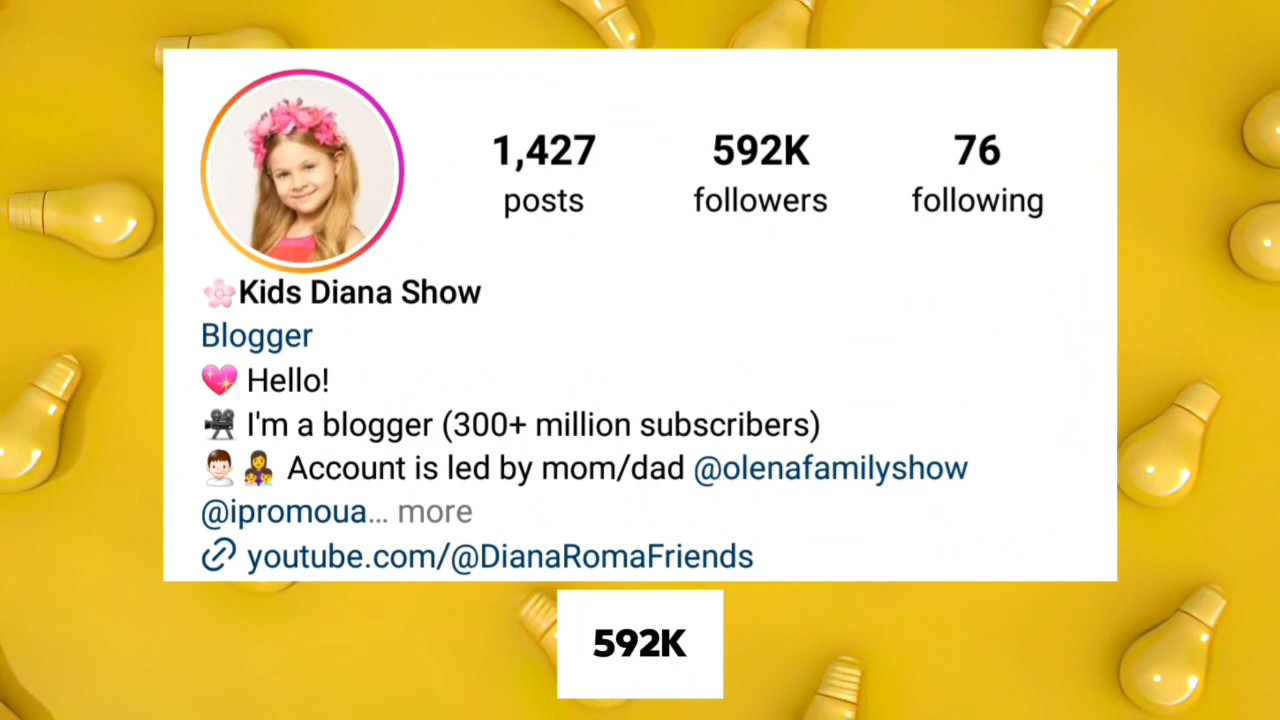 1,427 592K 76
posts followers following
🌸Kids Diana Show
Blogger
💖 Hello!
🎥 I'm a blogger (300+ million subscribers)
👨‍🦰👩‍👧‍👦 Account is led by mom/dad @olenafamilyshow
@ipromoua... more
🔗 youtube.com/@DianaRomaFriends
592K